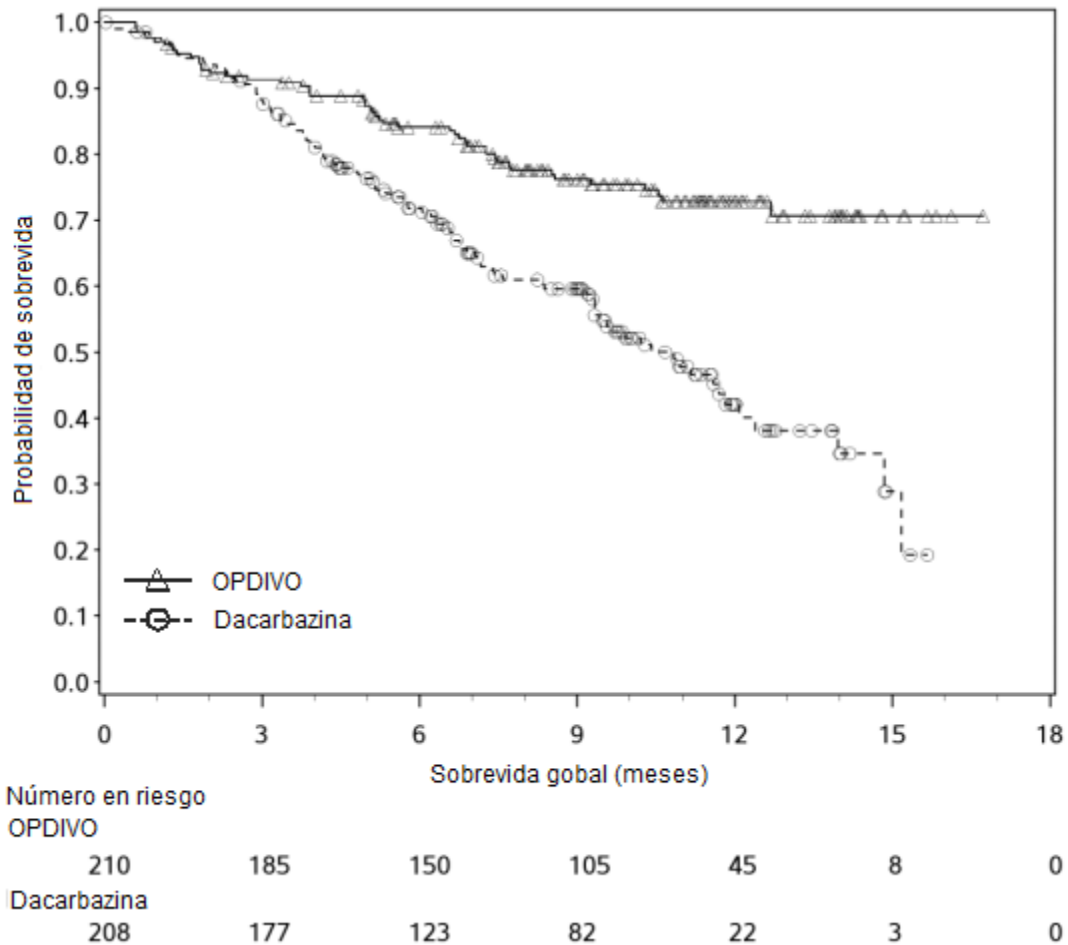 1.0
0.9
0.8
0.7
0.6
0.5
0.4
0.3
0.2
0.1
0.0
Probabilidad de sobrevida
OPDIVO
Dacarbazina
0 3 6 9 12 15 18
Sobrevida gobal (meses)
Número en riesgo
OPDIVO
210 185 150 105 45 8 0
Dacarbazina
208 177 123 82 22 3 0